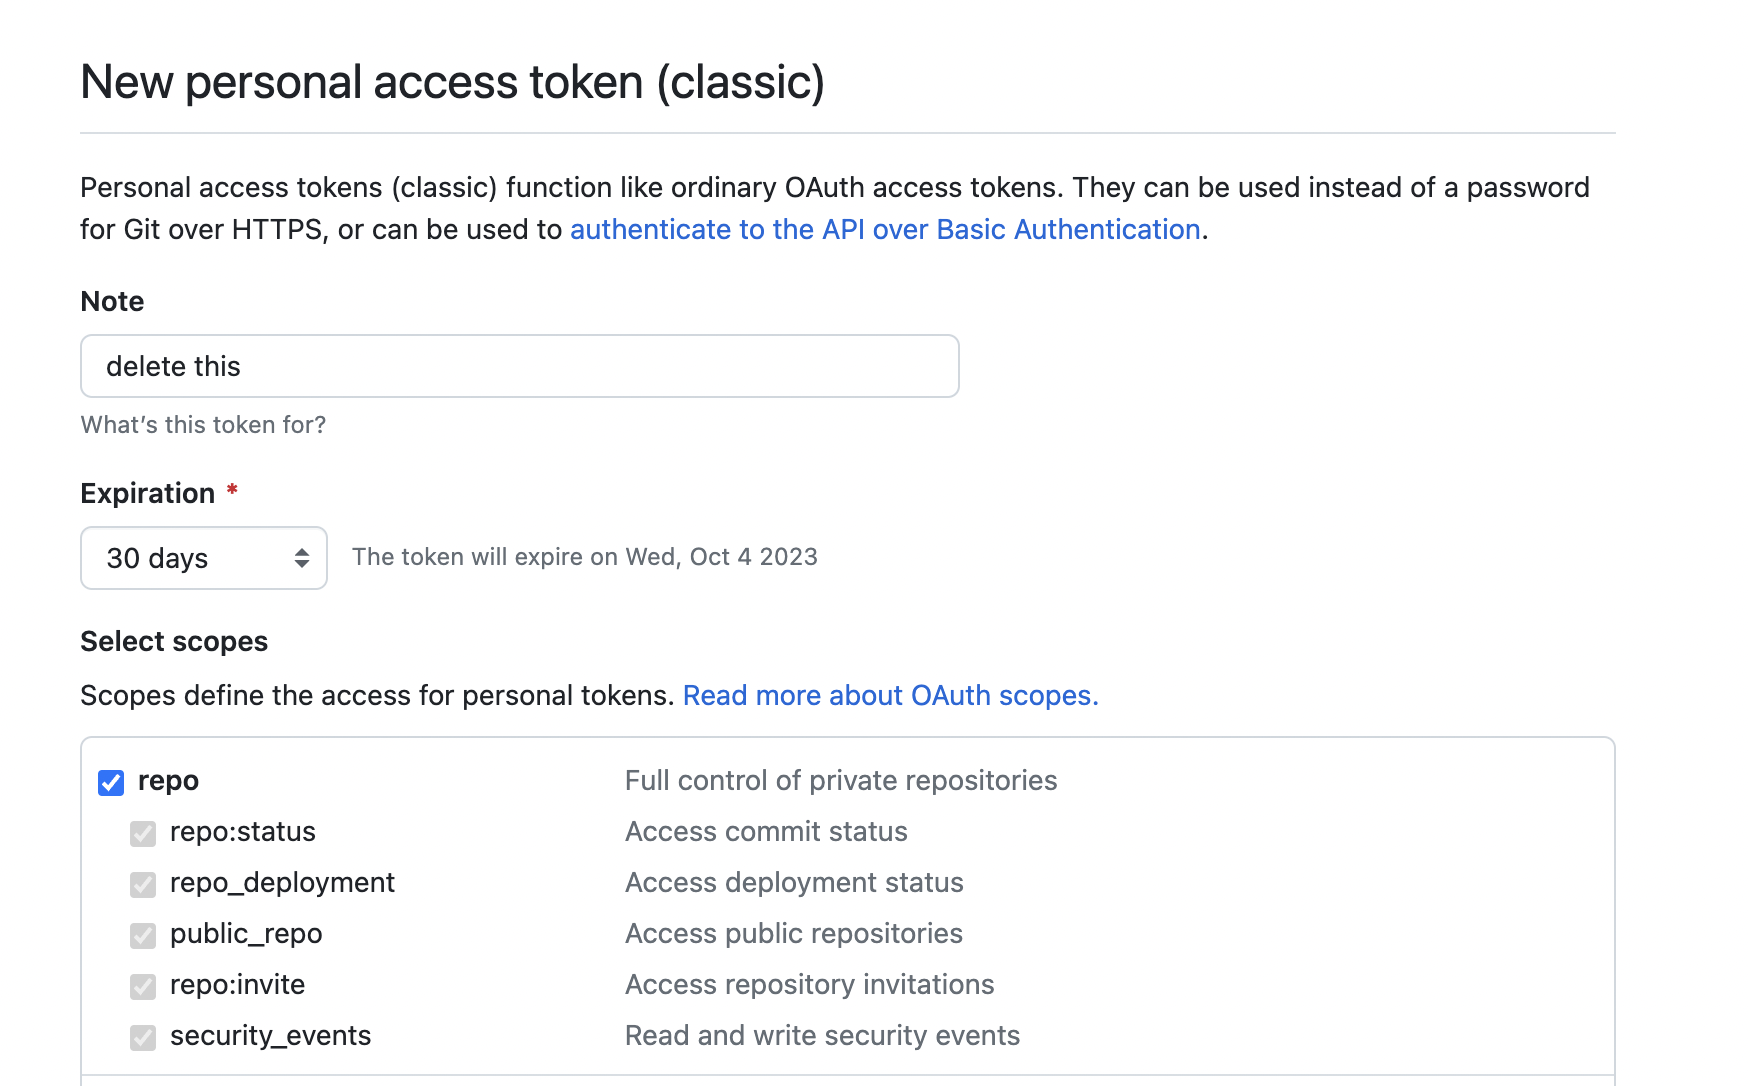 New personal access token (classic)
Personal access tokens (classic) function like ordinary OAuth access tokens. They can be used instead of a password
for Git over HTTPS, or can be used to authenticate to the API over Basic Authentication.
Note
delete this
What’s this token for?
Expiration *
30 days The token will expire on Wed, Oct 4 2023
Select scopes
Scopes define the access for personal tokens. Read more about OAuth scopes.
repo Full control of private repositories
repo:status Access commit status
repo_deployment Access deployment status
public_repo Access public repositories
repo:invite Access repository invitations
security_events Read and write security events